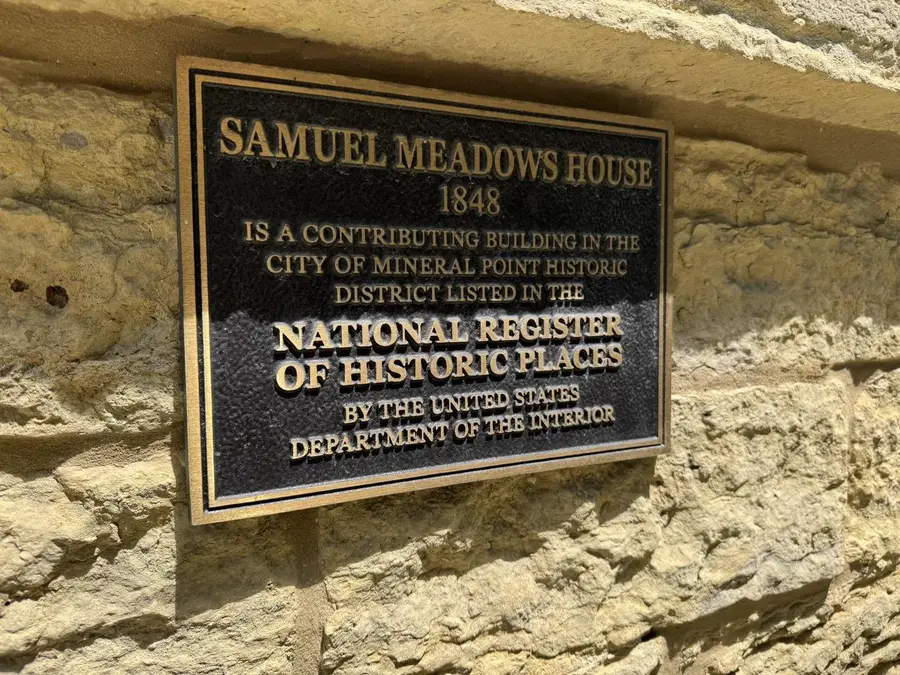 SAMUEL MEADOWS HOUSE
1848
IS A CONTRIBUTING BUILDING IN THE
CITY OF MINERAL POINT HISTORIC
DISTRICT LISTED IN THE
NATIONAL REGISTER
OF HISTORIC PLACES
BY THE UNITED STATES
DEPARTMENT OF THE INTERIOR